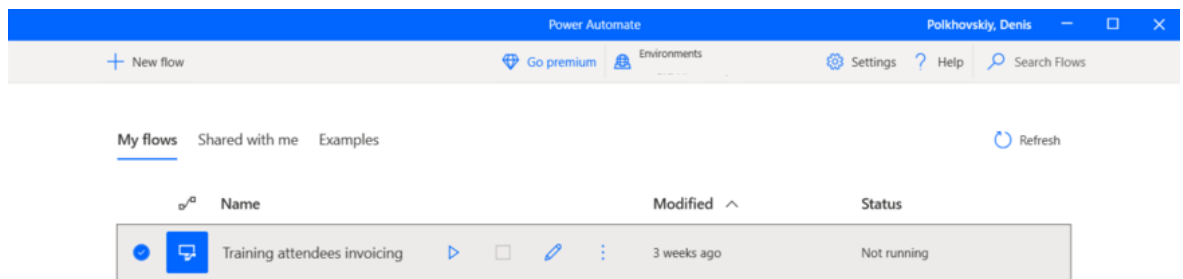 Power Automate
Polkhovskiy, Denis
New flow
Go premium
Environments
Settings
Help
Search Flows
My flows
Shared with me
Examples
Refresh
Name
Modified
Status
Training attendees invoicing
3 weeks ago
Not running